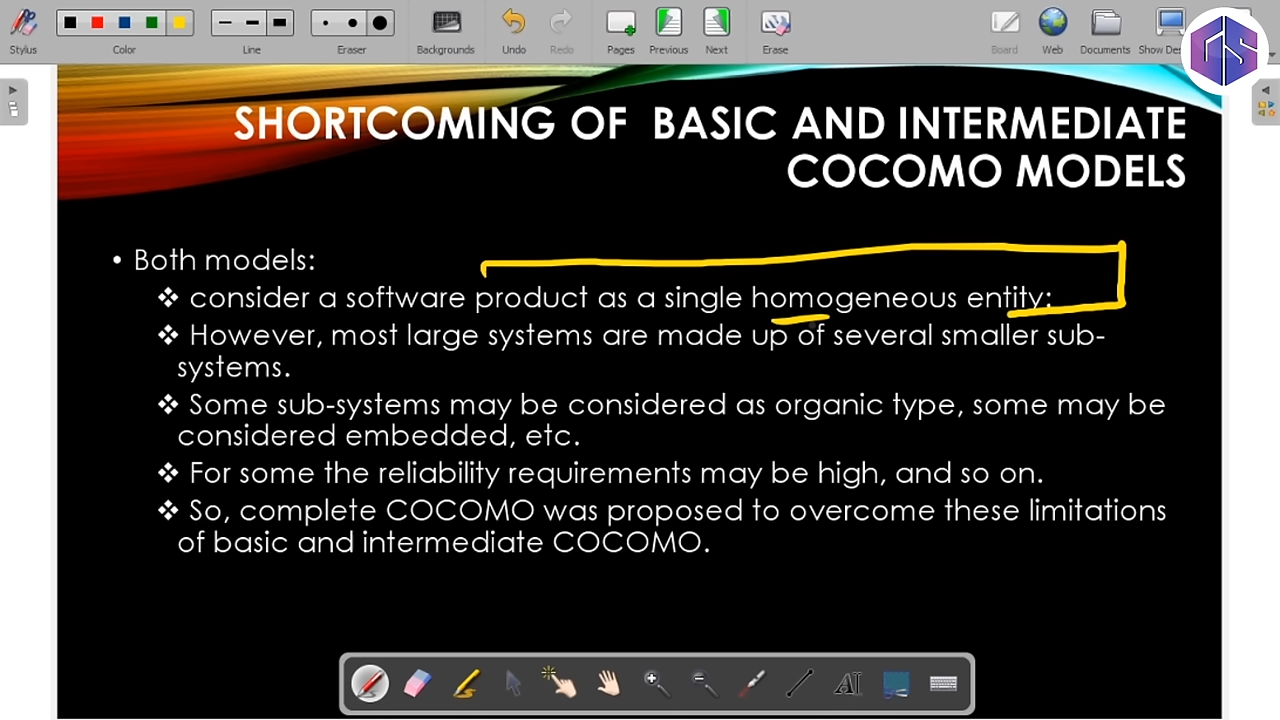 Stylus
Color
Line
Eraser
Backgrounds
Undo
Redo
Pages
Previous
Next
Erase
Board
Web
Documents
Show De
SHORTCOMING OF BASIC AND INTERMEDIATE
COCOMO MODELS
• Both models:
❖ consider a software product as a single homogeneous entity:
❖ However, most large systems are made up of several smaller sub-
systems.
❖ Some sub-systems may be considered as organic type, some may be
considered embedded, etc.
❖ For some the reliability requirements may be high, and so on.
❖ So, complete COCOMO was proposed to overcome these limitations
of basic and intermediate COCOMO.
AI